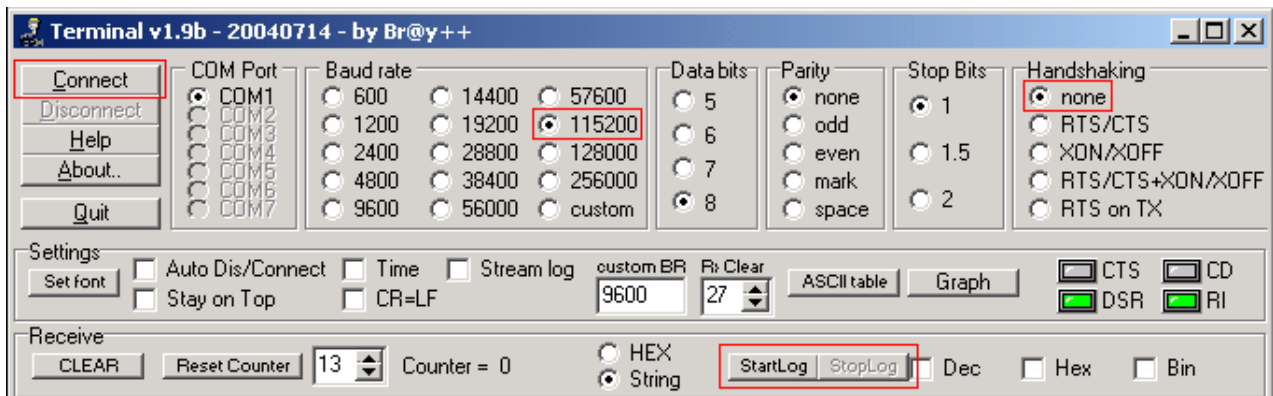 Terminal v1.9b - 20040714 - by Br@y++
Connect
Disconnect
Help
About..
Quit
COM Port
COM1
COM2
COM3
COM4
COM5
COM6
COM7
Baud rate
600 14400 57600
1200 19200 115200
2400 28800 128000
4800 38400 256000
9600 56000 custom
Data bits
5
6
7
8
Parity
none
odd
even
mark
space
Stop Bits
1
1.5
2
Handshaking
none
RTS/CTS
XON/XOFF
RTS/CTS+XON/XOFF
RTS on TX
Settings
Set font
Auto Dis/Connect Time Stream log
Stay on Top CR=LF
custom BR
9600
Rx Clear
27
ASCII table
Graph
CTS CD
DSR RI
Receive
CLEAR Reset Counter 13 Counter = 0
HEX
String
StartLog StopLog Dec Hex Bin